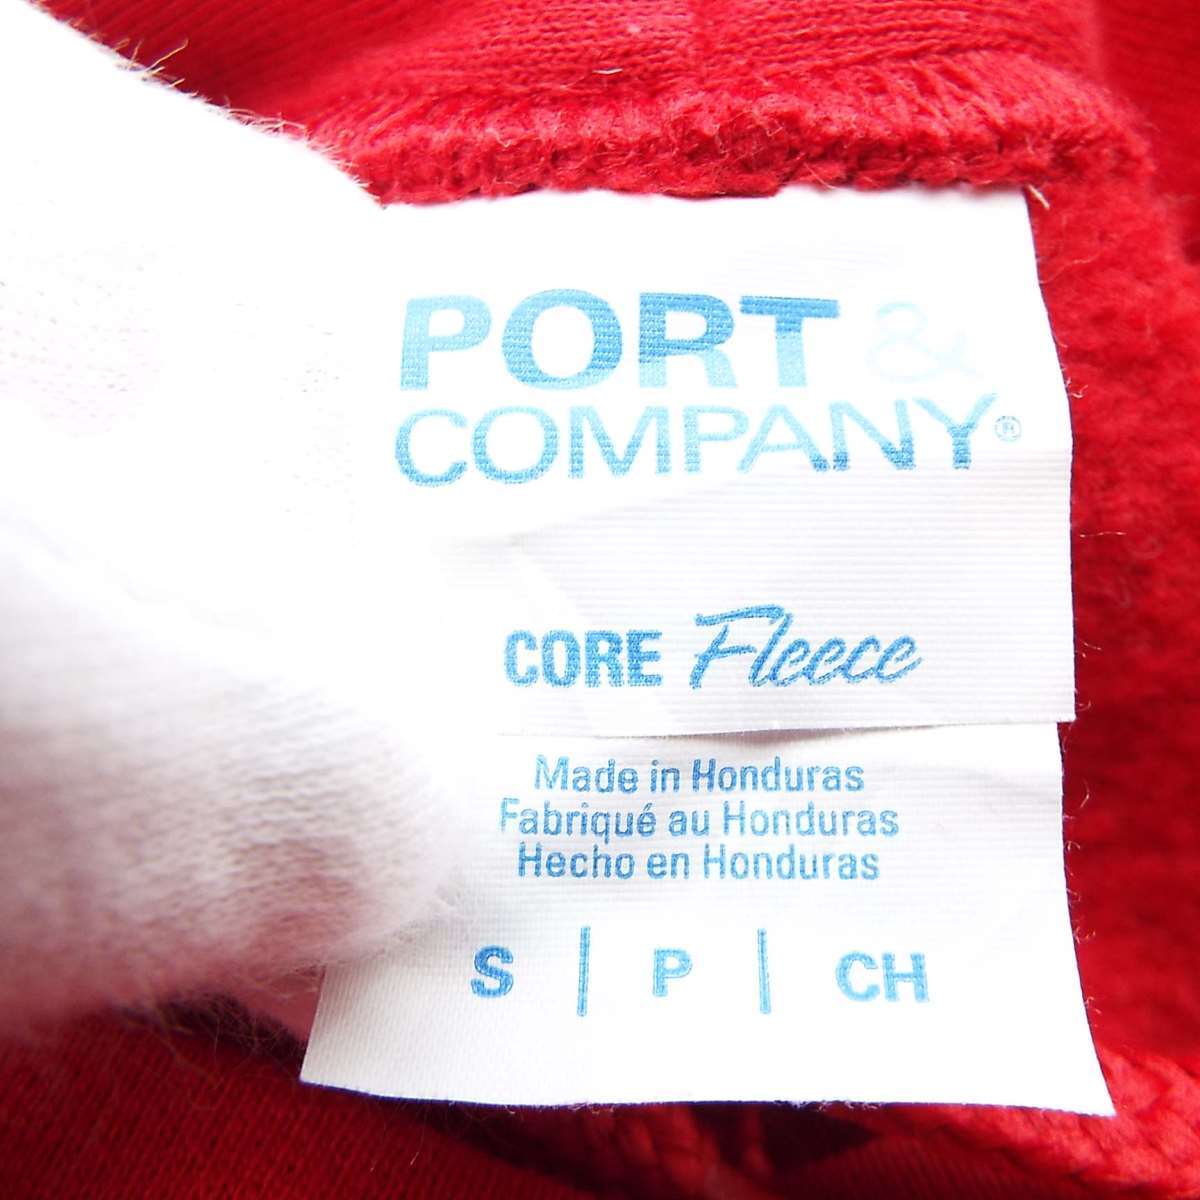 PORT &
COMPANY®
CORE Fleece
Made in Honduras
Fabriqué au Honduras
Hecho en Honduras
S | P | CH